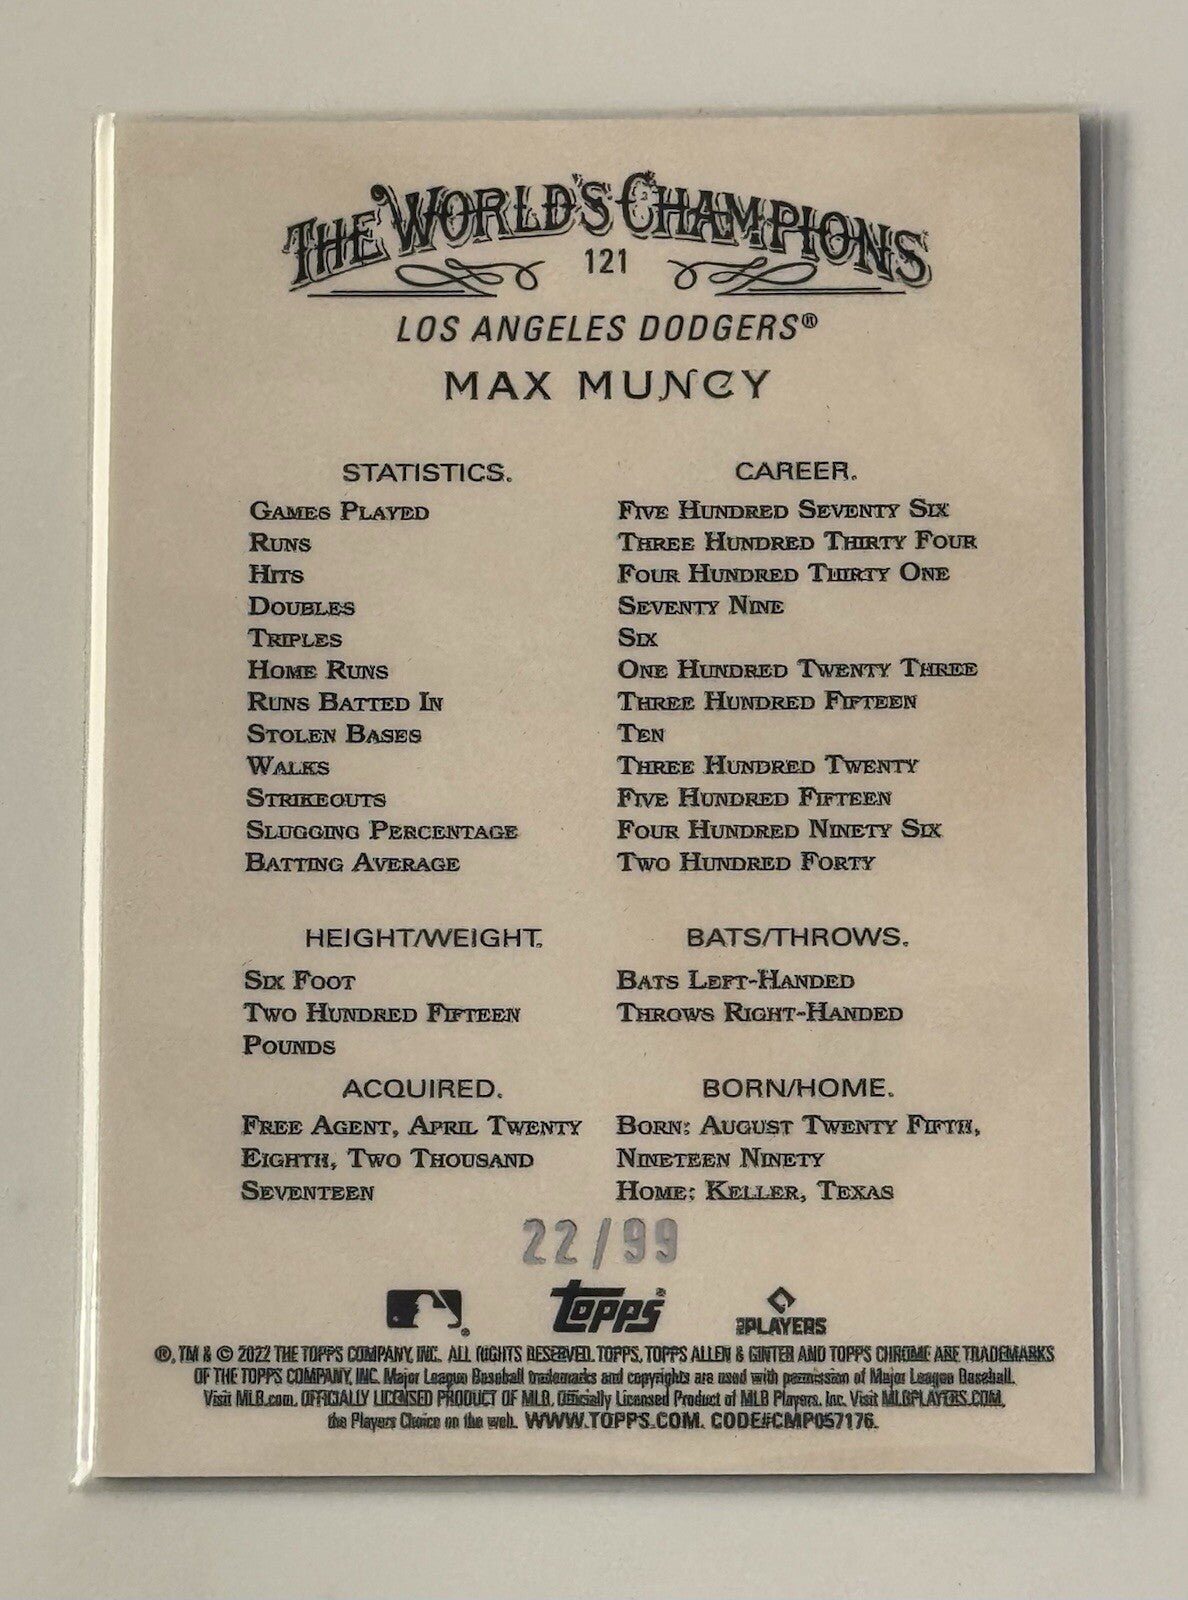 THE WORLD'S CHAMPIONS
121
LOS ANGELES DODGERS®
MAX MUNCY
STATISTICS. CAREER.
GAMES PLAYED FIVE HUNDRED SEVENTY SIX
RUNS THREE HUNDRED THIRTY FOUR
HITS FOUR HUNDRED THIRTY ONE
DOUBLES SEVENTY NINE
TRIPLES SIX
HOME RUNS ONE HUNDRED TWENTY THREE
RUNS BATTED IN THREE HUNDRED FIFTEEN
STOLEN BASES TEN
WALKS THREE HUNDRED TWENTY
STRIKEOUTS FIVE HUNDRED FIFTEEN
SLUGGING PERCENTAGE FOUR HUNDRED NINETY SIX
BATTING AVERAGE TWO HUNDRED FORTY
HEIGHT/WEIGHT.
SIX FOOT
TWO HUNDRED FIFTEEN
POUNDS
BATS/THROWS.
BATS LEFT-HANDED
THROWS RIGHT-HANDED
ACQUIRED.
FREE AGENT, APRIL TWENTY
EIGHTH, TWO THOUSAND
SEVENTEEN
BORN/HOME.
BORN: AUGUST TWENTY FIFTH,
NINETEEN NINETY
HOME: KELLER, TEXAS
22/99
Topps®
PLAYERS
®, TM & © 2022 THE TOPPS COMPANY, INC. ALL RIGHTS RESERVED. TOPPS, TOPPS ALLEN & GINTER AND TOPPS CHROME ARE TRADEMARKS
OF THE TOPPS COMPANY, INC. Major League Baseball trademarks and copyrights are used with permission of Major League Baseball.
Visit MLB.com. OFFICIALLY LICENSED PRODUCT OF MLB. Officially Licensed Product of MLB Players, Inc. Visit MLBPLAYERS.COM,
the Players Choice on the web. WWW.TOPPS.COM. CODE#CMP057176.